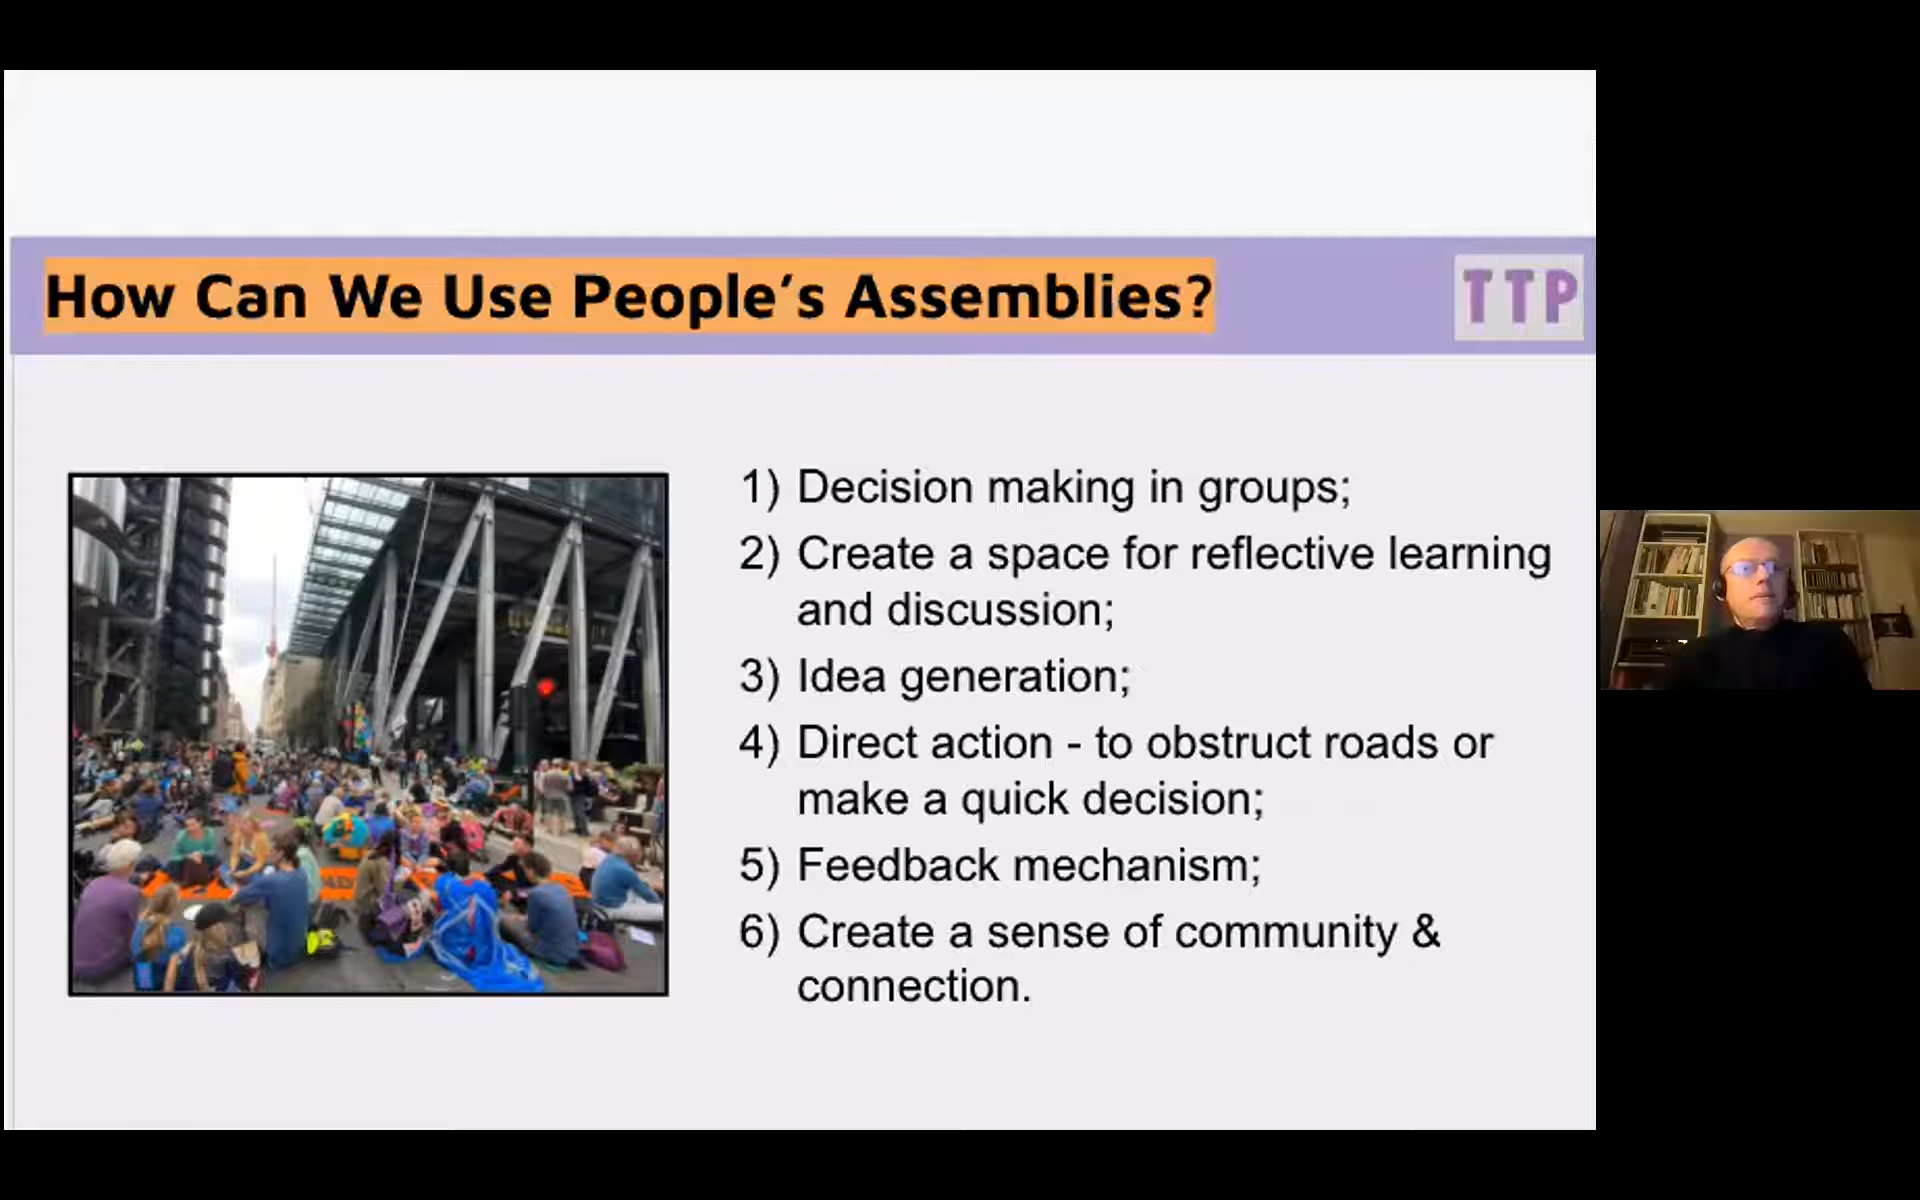 How Can We Use People’s Assemblies?
TTP
1) Decision making in groups;
2) Create a space for reflective learning
and discussion;
3) Idea generation;
4) Direct action - to obstruct roads or
make a quick decision;
5) Feedback mechanism;
6) Create a sense of community &
connection.